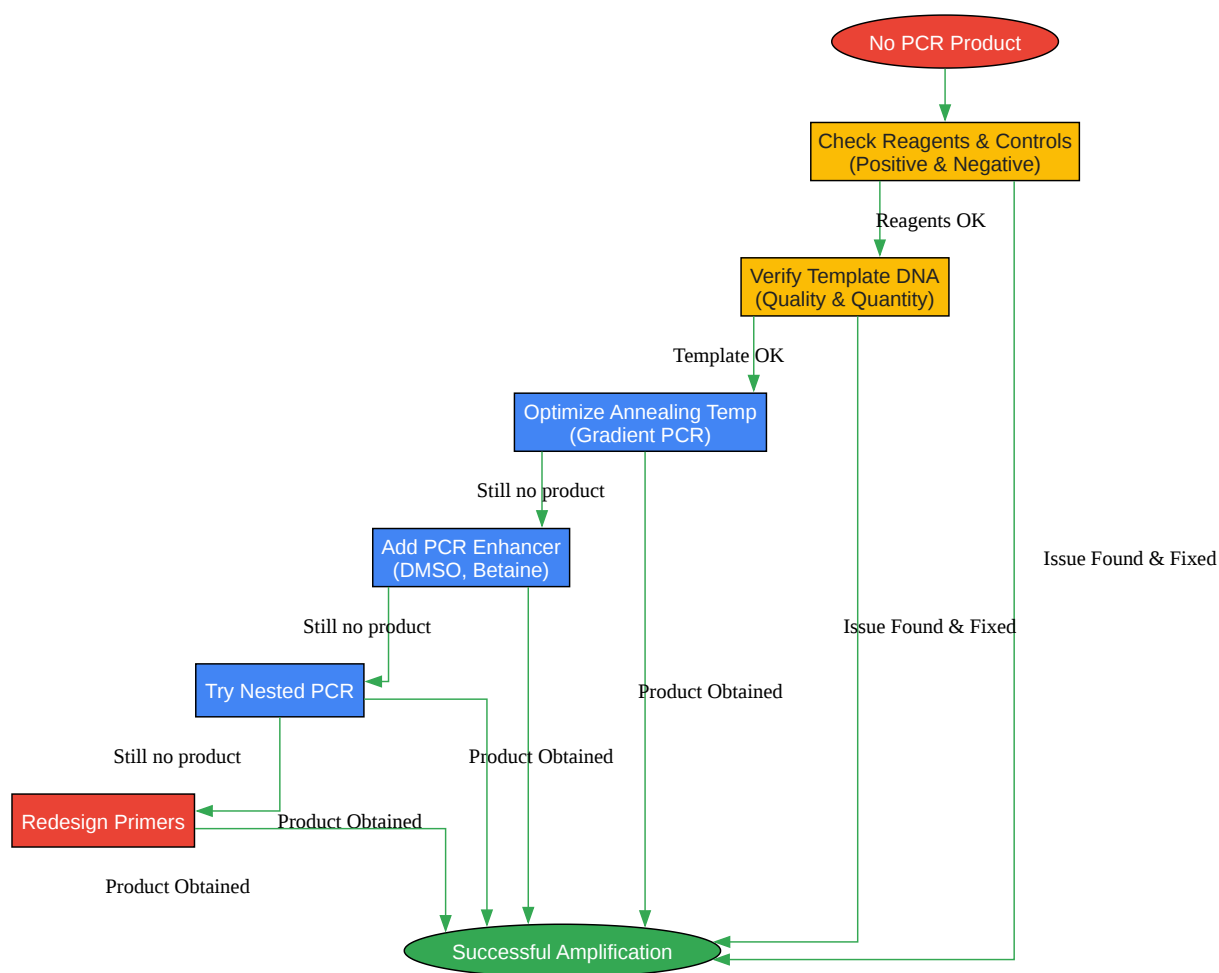 No PCR Product
Check Reagents & Controls
(Positive & Negative)
Reagents OK
Verify Template DNA
(Quality & Quantity)
Template OK
Optimize Annealing Temp
(Gradient PCR)
Still no product
Add PCR Enhancer
(DMSO, Betaine)
Issue Found & Fixed
Still no product
Issue Found & Fixed
Try Nested PCR
Product Obtained
Still no product
Product Obtained
Redesign Primers
Product Obtained
Product Obtained
Successful Amplification